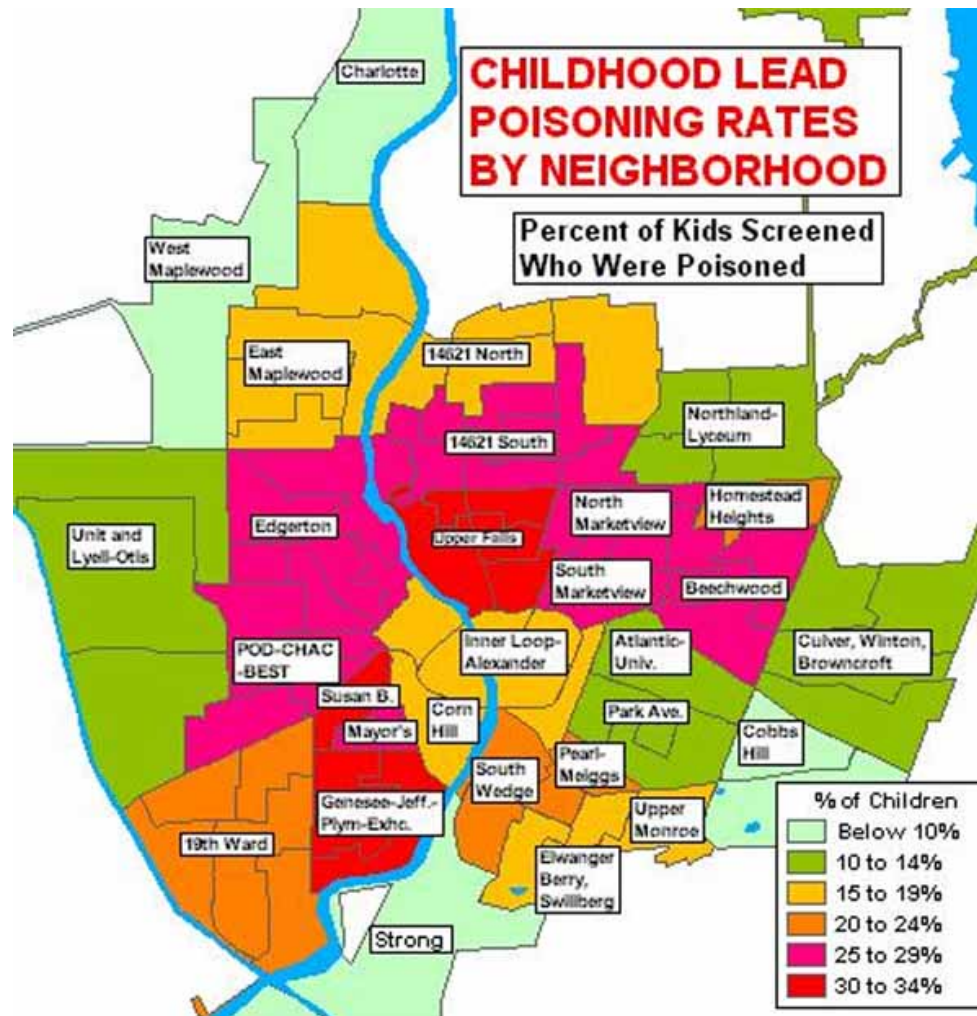 CHILDHOOD LEAD
POISONING RATES
BY NEIGHBORHOOD
Percent of Kids Screened
Who Were Poisoned
Charlotte
West
Maplewood
East
Maplewood
14621 North
Northland-
Lyceum
14621 South
Homestead
Heights
North
Marketview
Edgerton
Upper Falls
Unit and
Lyell-Otis
South
Marketview
Beechwood
POD-CHAC
-BEST
Inner Loop-
Alexander
Atlantic-
Univ.
Culver, Winton,
Browncroft
Susan B.
Mayor's
Corn
Hill
Park Ave.
Cobbs
Hill
South
Wedge
Pearl-
Meiggs
Genesee-Jeff.-
Plym-Exhc.
Upper
Monroe
19th Ward
Elwanger
Berry,
Swillberg
Strong
% of Children
Below 10%
10 to 14%
15 to 19%
20 to 24%
25 to 29%
30 to 34%